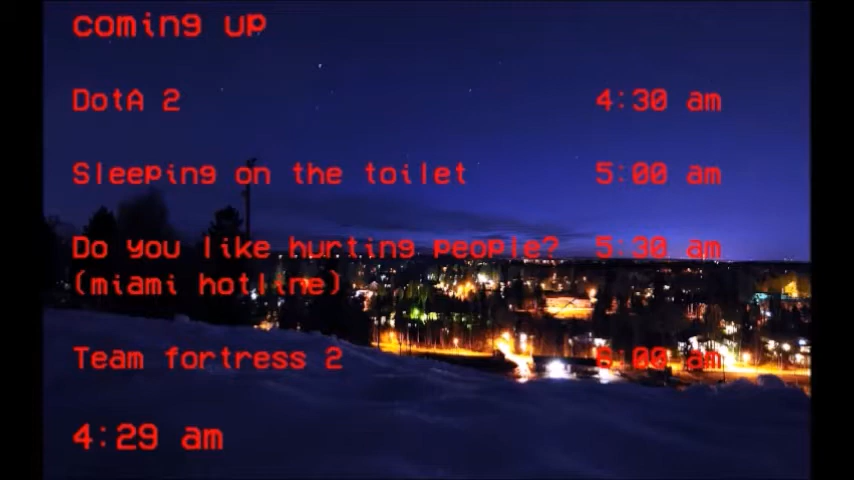 coming up
DotA 2 4:30 am
Sleeping on the toilet 5:00 am
Do you like hurting people? 5:30 am
(miami hotline)
Team fortress 2 6:00 am
4:29 am